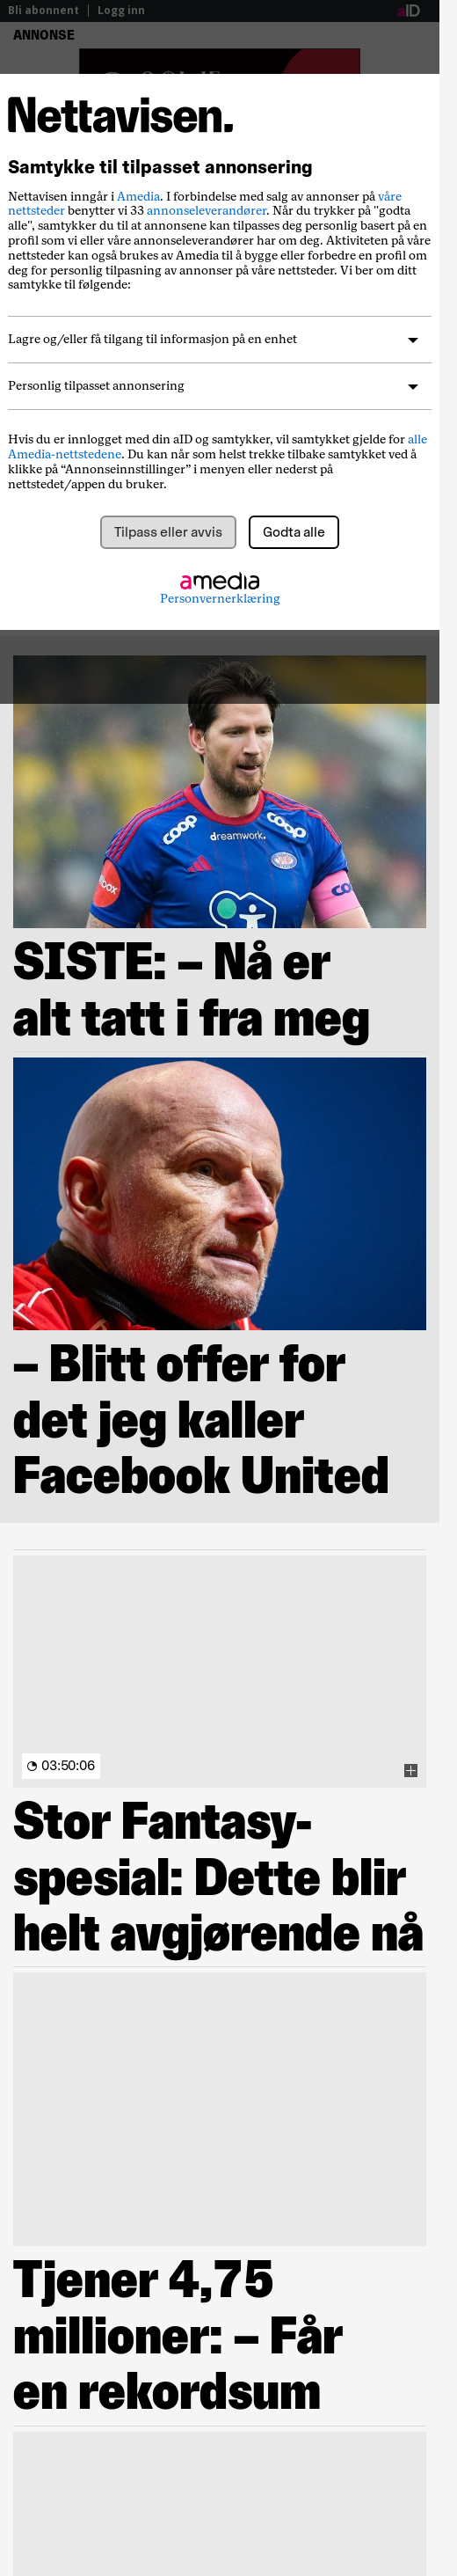 Bli abonnent | Logg inn
aID
ANNONSE
Nettavisen.
Samtykke til tilpasset annonsering
Nettavisen inngår i Amedia. I forbindelse med salg av annonser på våre
nettsteder benytter vi 33 annonseleverandører. Når du trykker på "godta
alle", samtykker du til at annonsene kan tilpasses deg personlig basert på en
profil som vi eller våre annonseleverandører har om deg. Aktiviteten på våre
nettsteder kan også brukes av Amedia til å bygge eller forbedre en profil om
deg for personlig tilpasning av annonser på våre nettsteder. Vi ber om ditt
samtykke til følgende:
Lagre og/eller få tilgang til informasjon på en enhet
Personlig tilpasset annonsering
Hvis du er innlogget med din aID og samtykker, vil samtykket gjelde for alle
Amedia-nettstedene. Du kan når som helst trekke tilbake samtykket ved å
klikke på “Annonseinnstillinger” i menyen eller nederst på
nettstedet/appen du bruker.
Tilpass eller avvis
Godta alle
amedia
Personvernerklæring
coop
coop
dreamwork.
SISTE: – Nå er
alt tatt i fra meg
– Blitt offer for
det jeg kaller
Facebook United
03:50:06
Stor Fantasy-
spesial: Dette blir
helt avgjørende nå
Tjener 4,75
millioner: – Får
en rekordsum